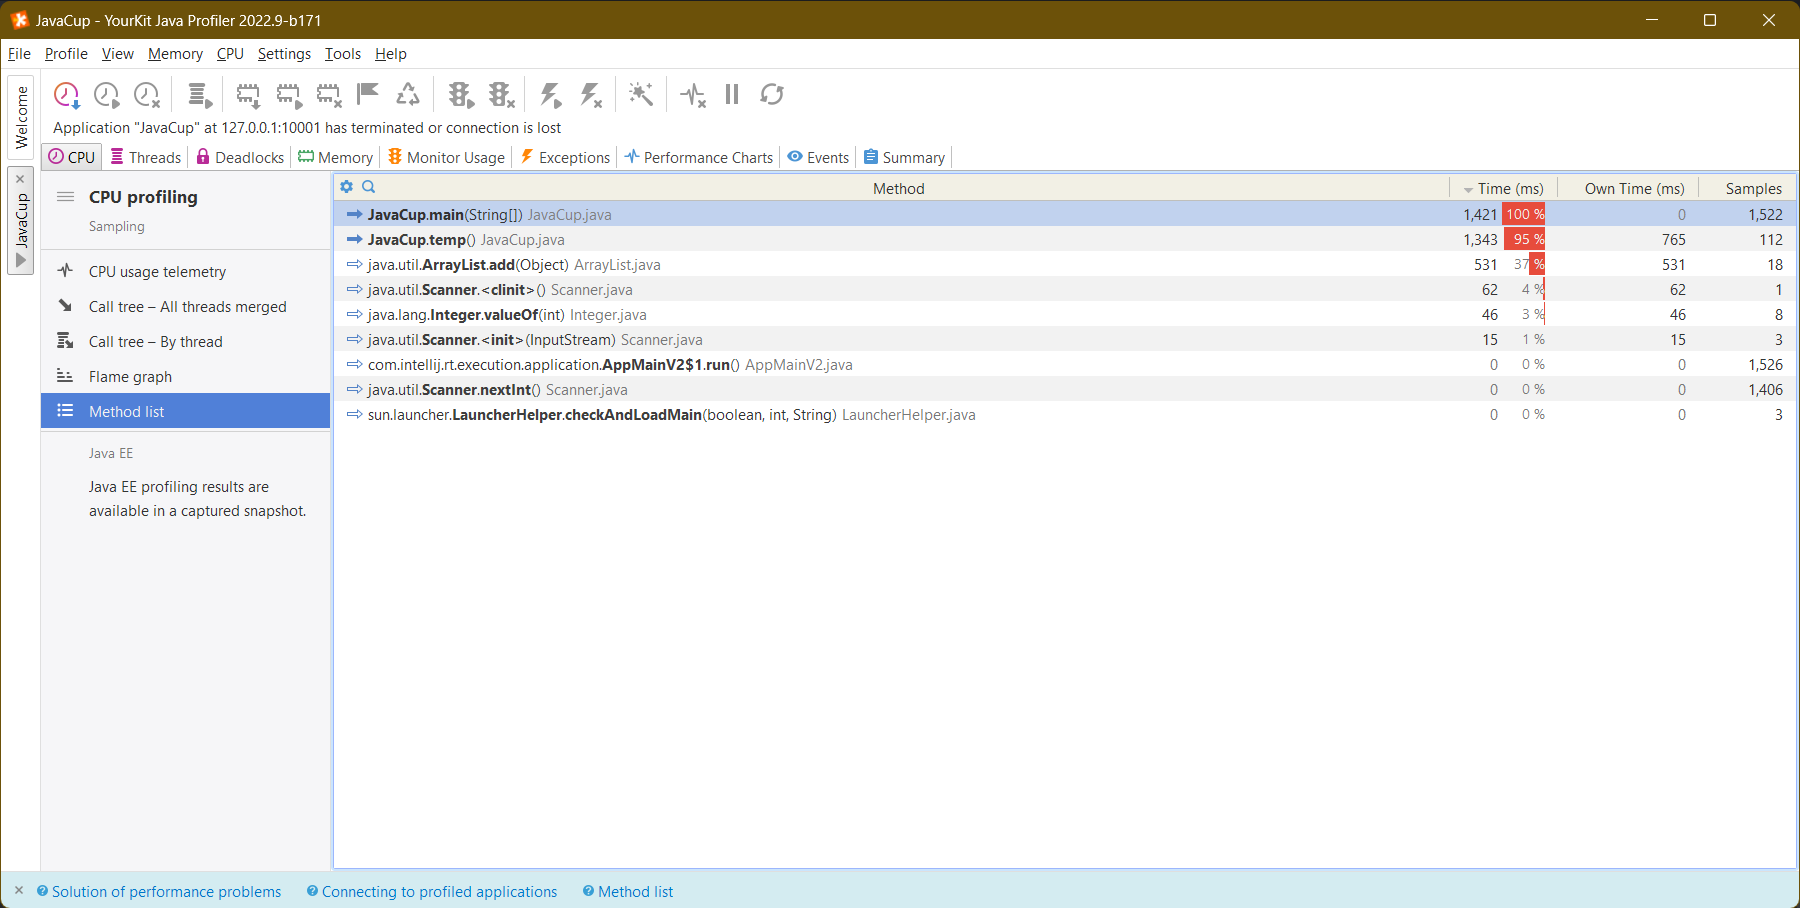 JavaCup - YourKit Java Profiler 2022.9-b171
File Profile View Memory CPU Settings Tools Help
Welcome
JavaCup
Application "JavaCup" at 127.0.0.1:10001 has terminated or connection is lost
CPU Threads Deadlocks Memory Monitor Usage Exceptions Performance Charts Events Summary
CPU profiling
Sampling
CPU usage telemetry
Call tree – All threads merged
Call tree – By thread
Flame graph
Method list
Java EE
Java EE profiling results are
available in a captured snapshot.
Method Time (ms) Own Time (ms) Samples
JavaCup.main(String[]) JavaCup.java 1,421 100 % 0 1,522
JavaCup.temp() JavaCup.java 1,343 95 % 765 112
java.util.ArrayList.add(Object) ArrayList.java 531 37 % 531 18
java.util.Scanner.<clinit>() Scanner.java 62 4 % 62 1
java.lang.Integer.valueOf(int) Integer.java 46 3 % 46 8
java.util.Scanner.<init>(InputStream) Scanner.java 15 1 % 15 3
com.intellij.rt.execution.application.AppMainV2$1.run() AppMainV2.java 0 0 % 0 1,526
java.util.Scanner.nextInt() Scanner.java 0 0 % 0 1,406
sun.launcher.LauncherHelper.checkAndLoadMain(boolean, int, String) LauncherHelper.java 0 0 % 0 3
Solution of performance problems Connecting to profiled applications Method list